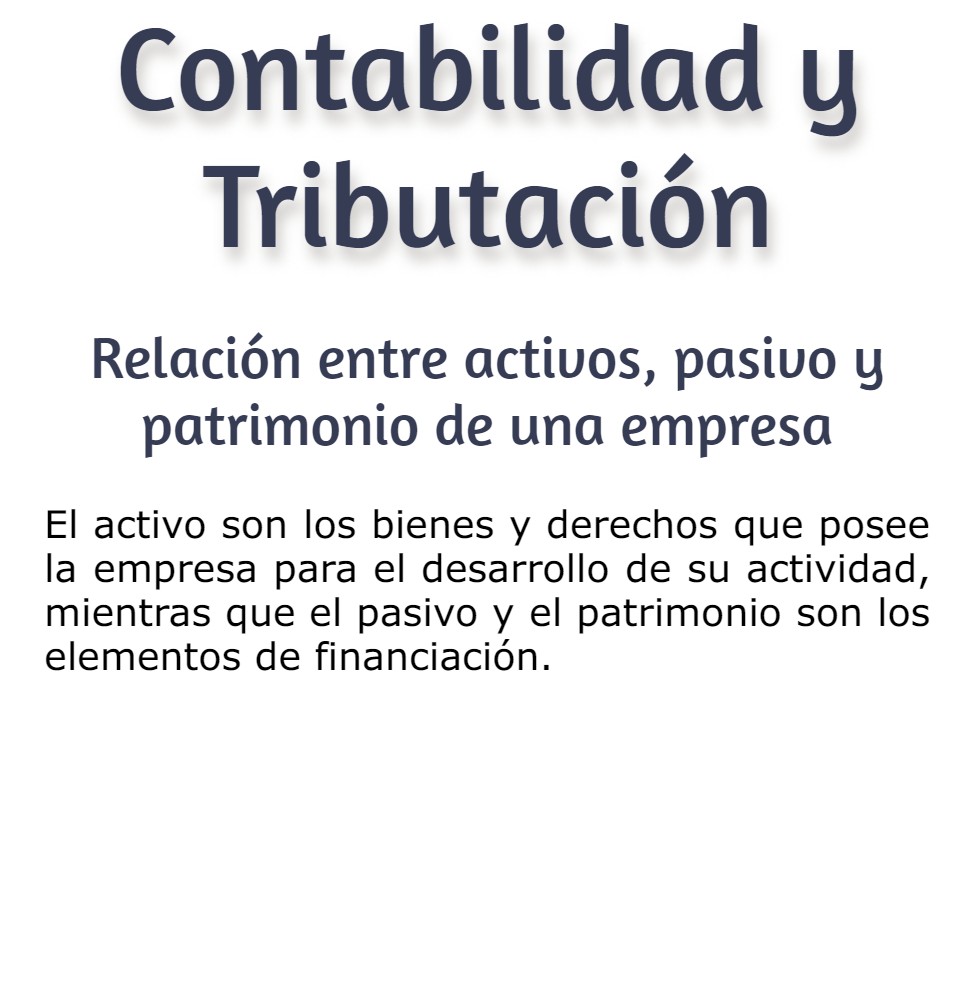 Contabilidad y
Tributación
Relación entre activos, pasivo y
patrimonio de una empresa
El activo son los bienes y derechos que posee
la empresa para el desarrollo de su actividad,
mientras que el pasivo y el patrimonio son los
elementos de financiación.